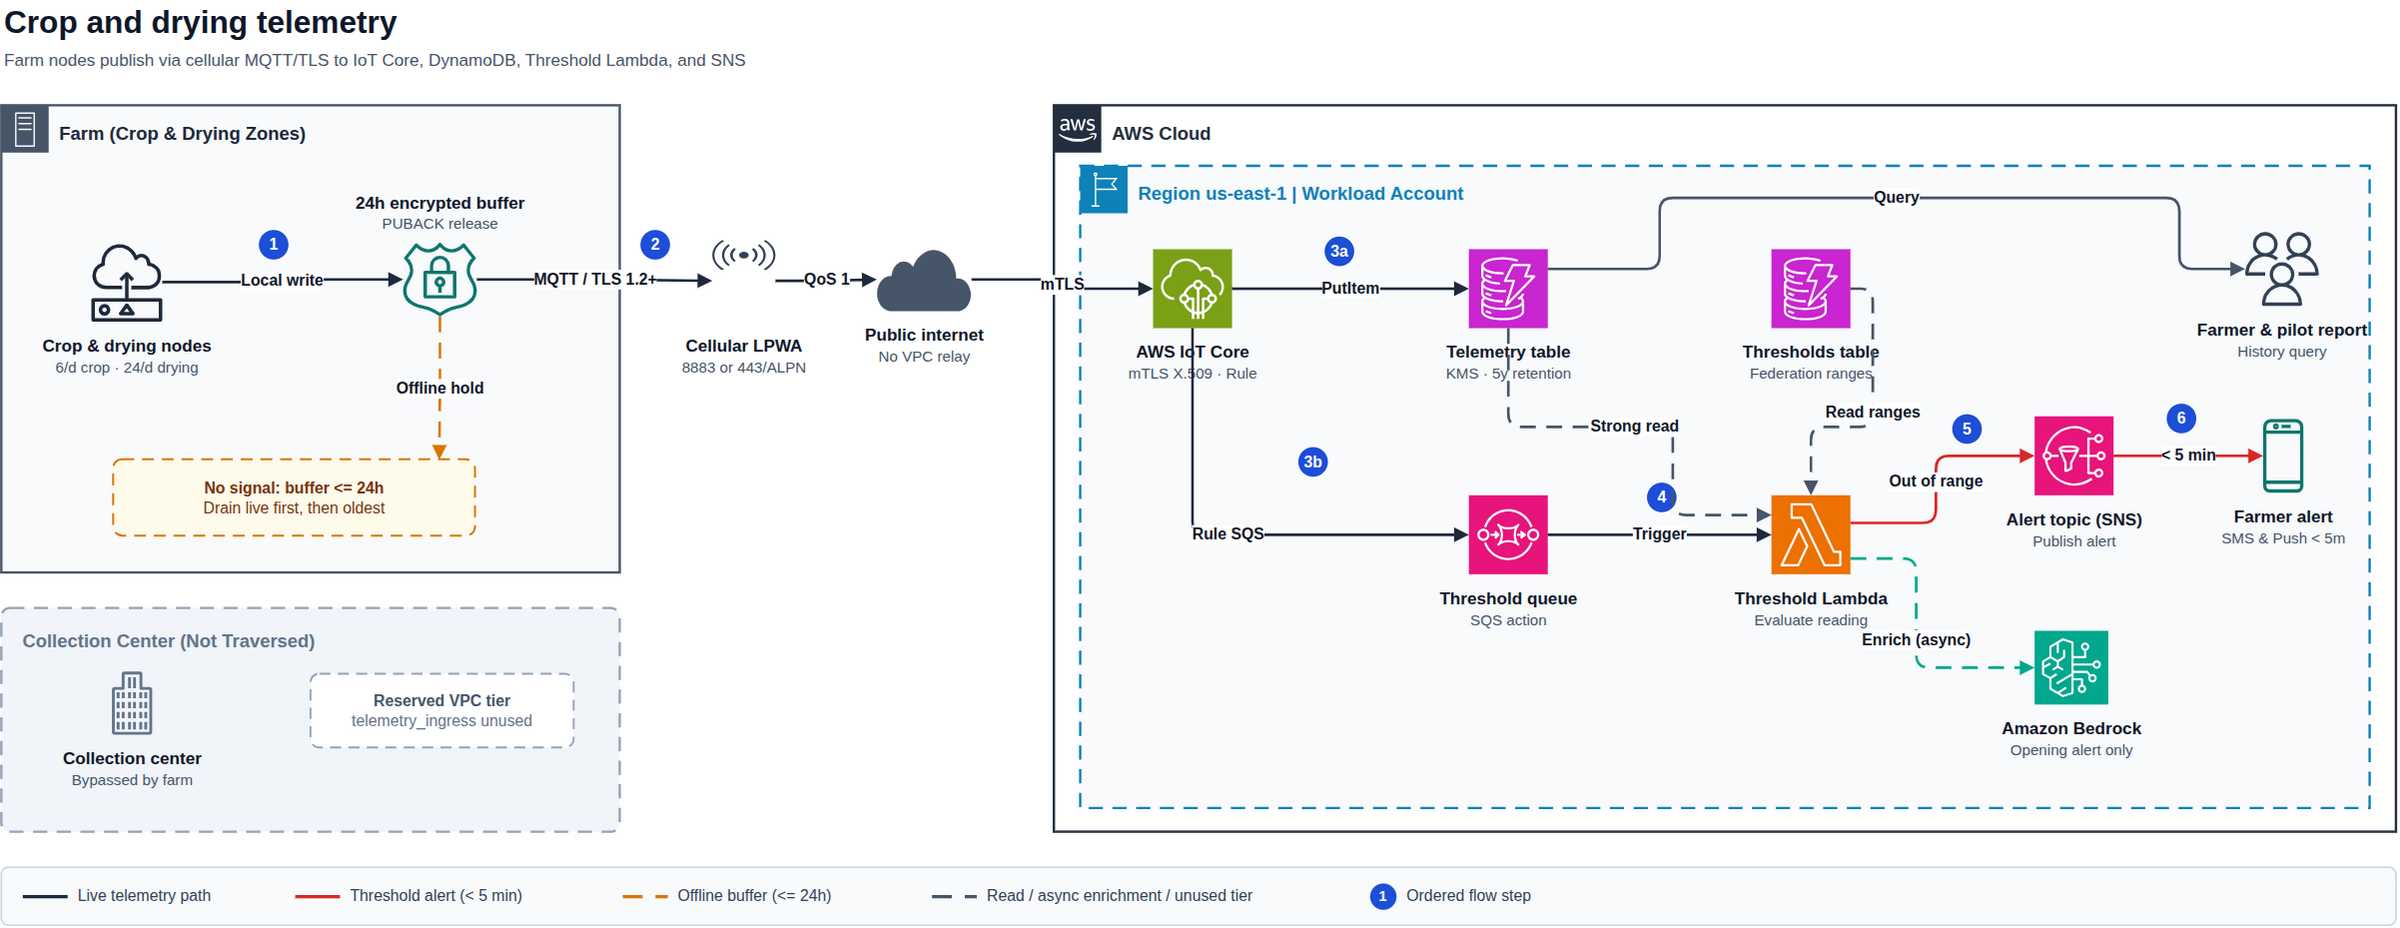 Crop and drying telemetry
Farm nodes publish via cellular MQTT/TLS to IoT Core, DynamoDB, Threshold Lambda, and SNS
Farm (Crop & Drying Zones)
24h encrypted buffer
PUBACK release
1
Local write
MQTT / TLS 1.2+
Crop & drying nodes
6/d crop · 24/d drying
Offline hold
No signal: buffer <= 24h
Drain live first, then oldest
2
QoS 1
Cellular LPWA
8883 or 443/ALPN
Public internet
No VPC relay
mTLS
aws
AWS Cloud
Region us-east-1 | Workload Account
Query
3a
PutItem
AWS IoT Core
mTLS X.509 · Rule
Telemetry table
KMS · 5y retention
Thresholds table
Federation ranges
Farmer & pilot report
History query
Strong read
Read ranges
3b
4
5
6
Out of range
< 5 min
Rule SQS
Trigger
Alert topic (SNS)
Publish alert
Farmer alert
SMS & Push < 5m
Threshold queue
SQS action
Threshold Lambda
Evaluate reading
Enrich (async)
Amazon Bedrock
Opening alert only
Collection Center (Not Traversed)
Collection center
Bypassed by farm
Reserved VPC tier
telemetry_ingress unused
Live telemetry path
Threshold alert (< 5 min)
Offline buffer (<= 24h)
Read / async enrichment / unused tier
1
Ordered flow step